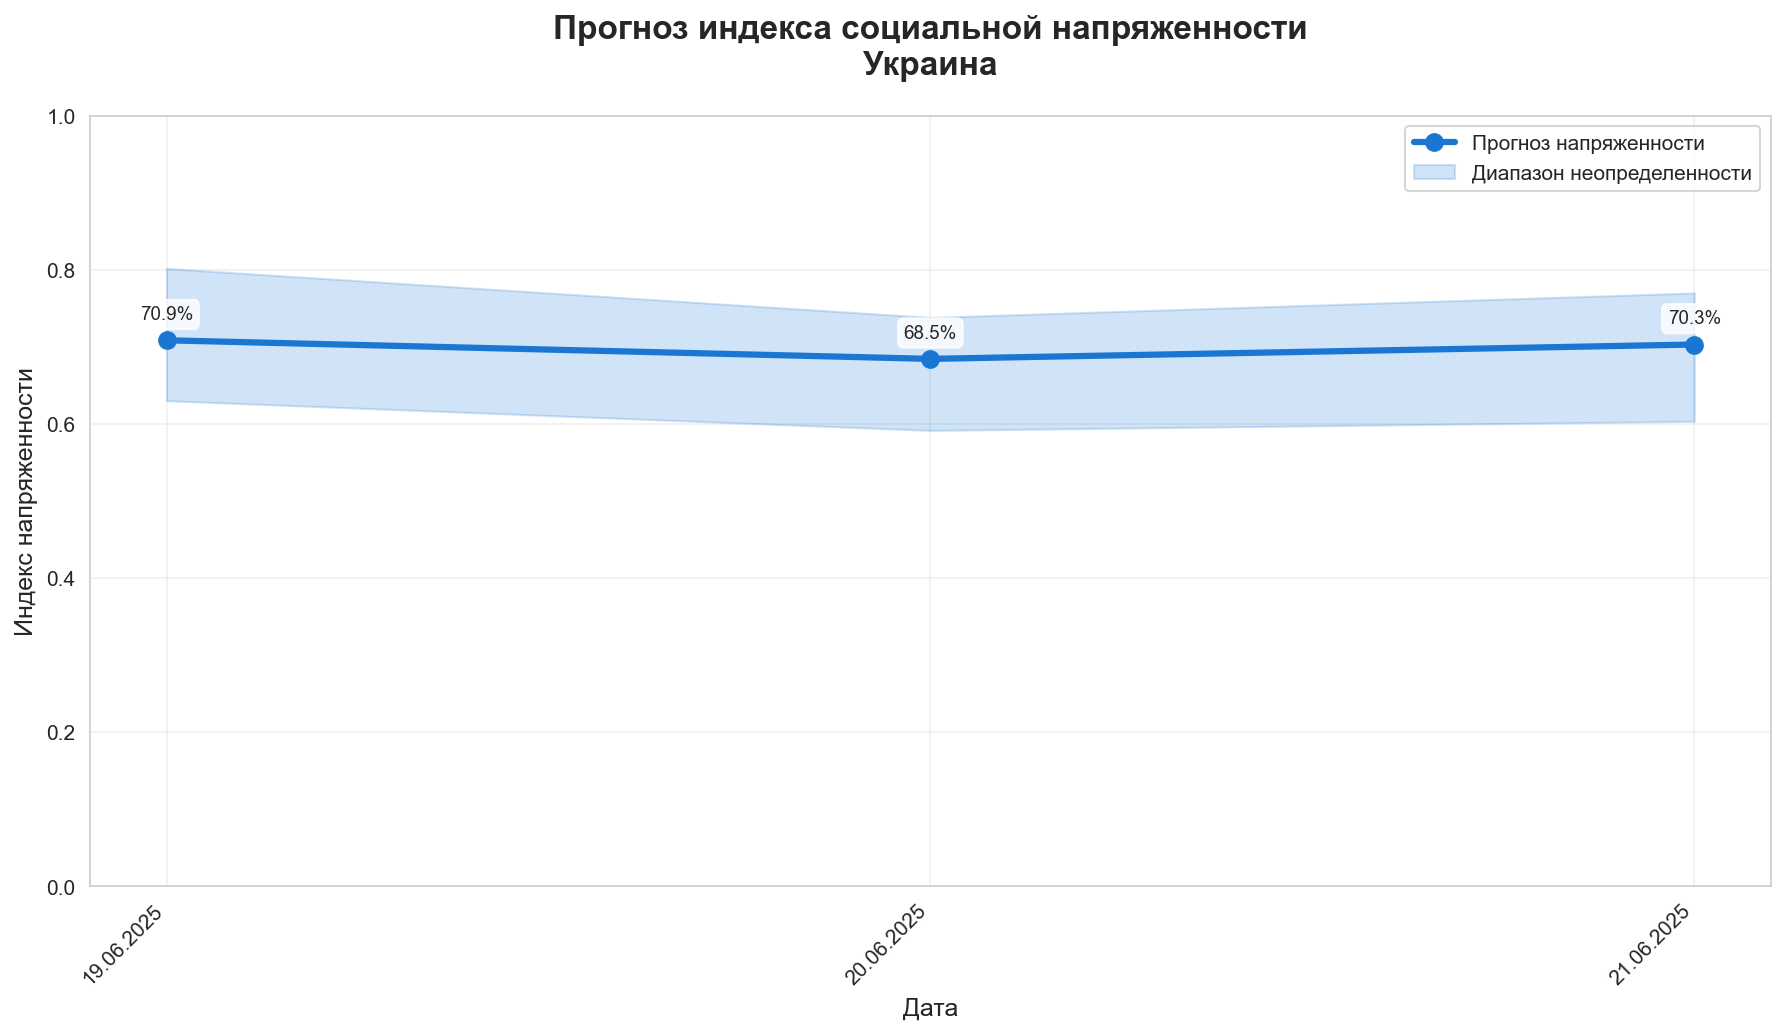 Прогноз индекса социальной напряженности
Украина
Индекс напряженности
1.0
0.8
0.6
0.4
0.2
0.0
Прогноз напряженности
Диапазон неопределенности
70.9%
68.5%
70.3%
19.06.2025
20.06.2025
21.06.2025
Дата